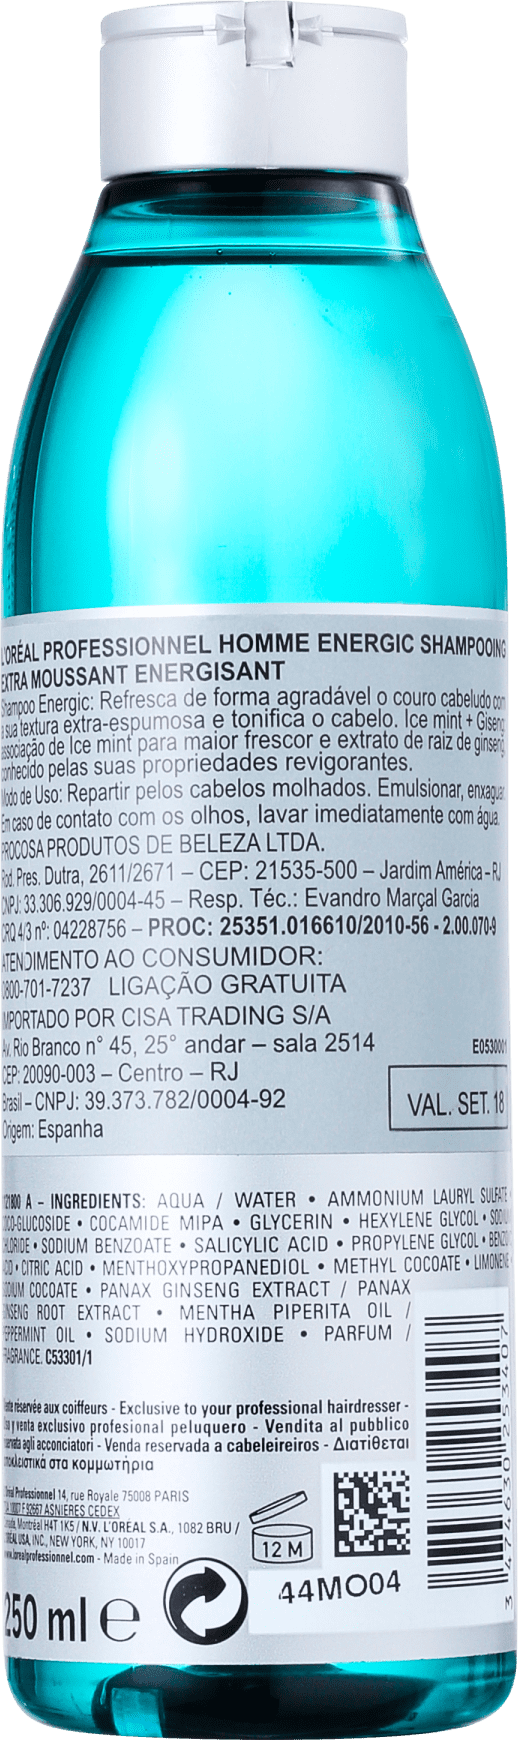 L'ORÉAL PROFESSIONNEL HOMME ENERGIC SHAMPOOING
EXTRA MOUSSANT ENERGISANT
Shampoo Energic: Refresca de forma agradável o couro cabeludo com
a sua textura extra-espumosa e tonifica o cabelo. Ice mint + Giseng:
associação de Ice mint para maior frescor e extrato de raiz de ginseng,
conhecido pelas suas propriedades revigorantes.
Modo de Uso: Repartir pelos cabelos molhados. Emulsionar, enxaguar.
Em caso de contato com os olhos, lavar imediatamente com água.
PROCOSA PRODUTOS DE BELEZA LTDA.
Rod. Pres. Dutra, 2611/2671 – CEP: 21535-500 – Jardim América - RJ
CNPJ: 33.306.929/0004-45 – Resp. Téc.: Evandro Marçal Garcia
CRQ 4/3 nº: 04228756 – PROC: 25351.016610/2010-56 - 2.00.070-9
ATENDIMENTO AO CONSUMIDOR:
0800-701-7237 LIGAÇÃO GRATUITA
IMPORTADO POR CISA TRADING S/A
Av. Rio Branco n° 45, 25° andar – sala 2514 E0530001
CEP: 20090-003 – Centro – RJ
Brasil – CNPJ: 39.373.782/0004-92 VAL. SET. 18
Origem: Espanha
121800 A - INGREDIENTS: AQUA / WATER • AMMONIUM LAURYL SULFATE •
COCO-GLUCOSIDE • COCAMIDE MIPA • GLYCERIN • HEXYLENE GLYCOL • SODIUM
CHLORIDE • SODIUM BENZOATE • SALICYLIC ACID • PROPYLENE GLYCOL • BENZOIC
ACID • CITRIC ACID • MENTHOXYPROPANEDIOL • METHYL COCOATE • LIMONENE •
SODIUM COCOATE • PANAX GINSENG EXTRACT / PANAX
GINSENG ROOT EXTRACT • MENTHA PIPERITA OIL /
PEPPERMINT OIL • SODIUM HYDROXIDE • PARFUM /
FRAGRANCE. C53301/1
Vente réservée aux coiffeurs - Exclusive to your professional hairdresser -
Uso y venta exclusivo profesional peluquero - Vendita al pubblico
riservata agli acconciatori - Venda reservada a cabeleireiros - Διατίθεται
αποκλειστικά στα κομμωτήρια
L'Oréal Professionnel 14, rue Royale 75008 PARIS
TSA 10007 F 92667 ASNIERES CEDEX
Canada, Montréal H4T 1K5 / N.V. L'ORÉAL S.A., 1082 BRU /
L'ORÉAL USA, INC, NEW YORK, NY 10017
www.lorealprofessionnel.com - Made in Spain
12 M
44MO04
250 ml e
3 474630 253407